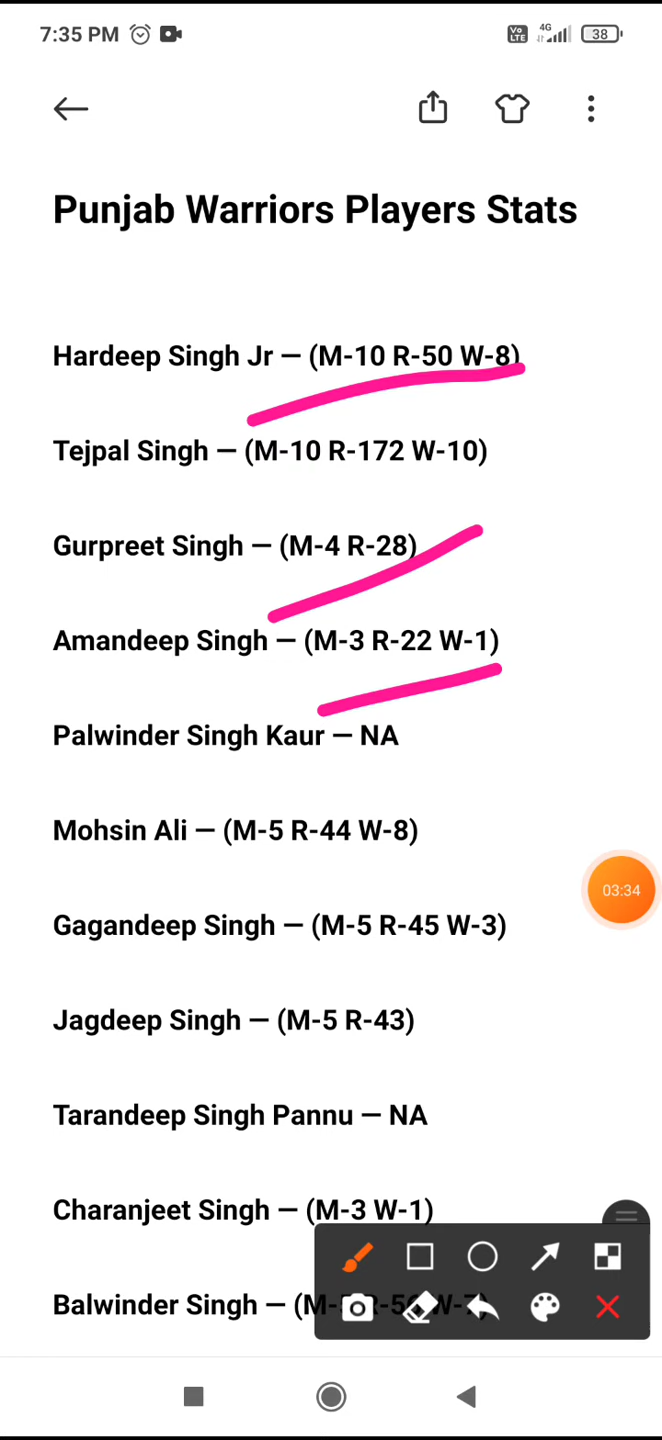 7:35 PM
Vo LTE 4G 38
Punjab Warriors Players Stats
Hardeep Singh Jr — (M-10 R-50 W-8)
Tejpal Singh — (M-10 R-172 W-10)
Gurpreet Singh — (M-4 R-28)
Amandeep Singh — (M-3 R-22 W-1)
Palwinder Singh Kaur — NA
Mohsin Ali — (M-5 R-44 W-8)
03:34
Gagandeep Singh — (M-5 R-45 W-3)
Jagdeep Singh — (M-5 R-43)
Tarandeep Singh Pannu — NA
Charanjeet Singh — (M-3 W-1)
Balwinder Singh —